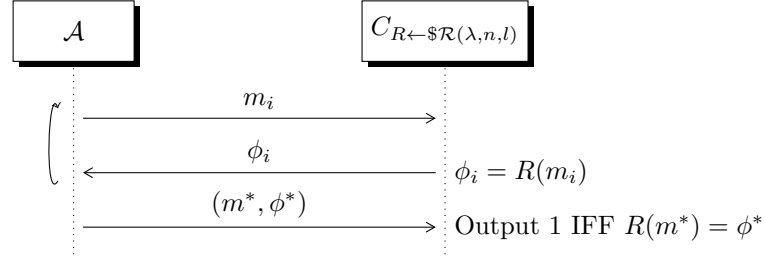 𝒜 C_{R←$ℛ(λ,n,l)}
m_i
ϕ_i
ϕ_i = R(m_i)
(m*, ϕ*)
Output 1 IFF R(m*) = ϕ*